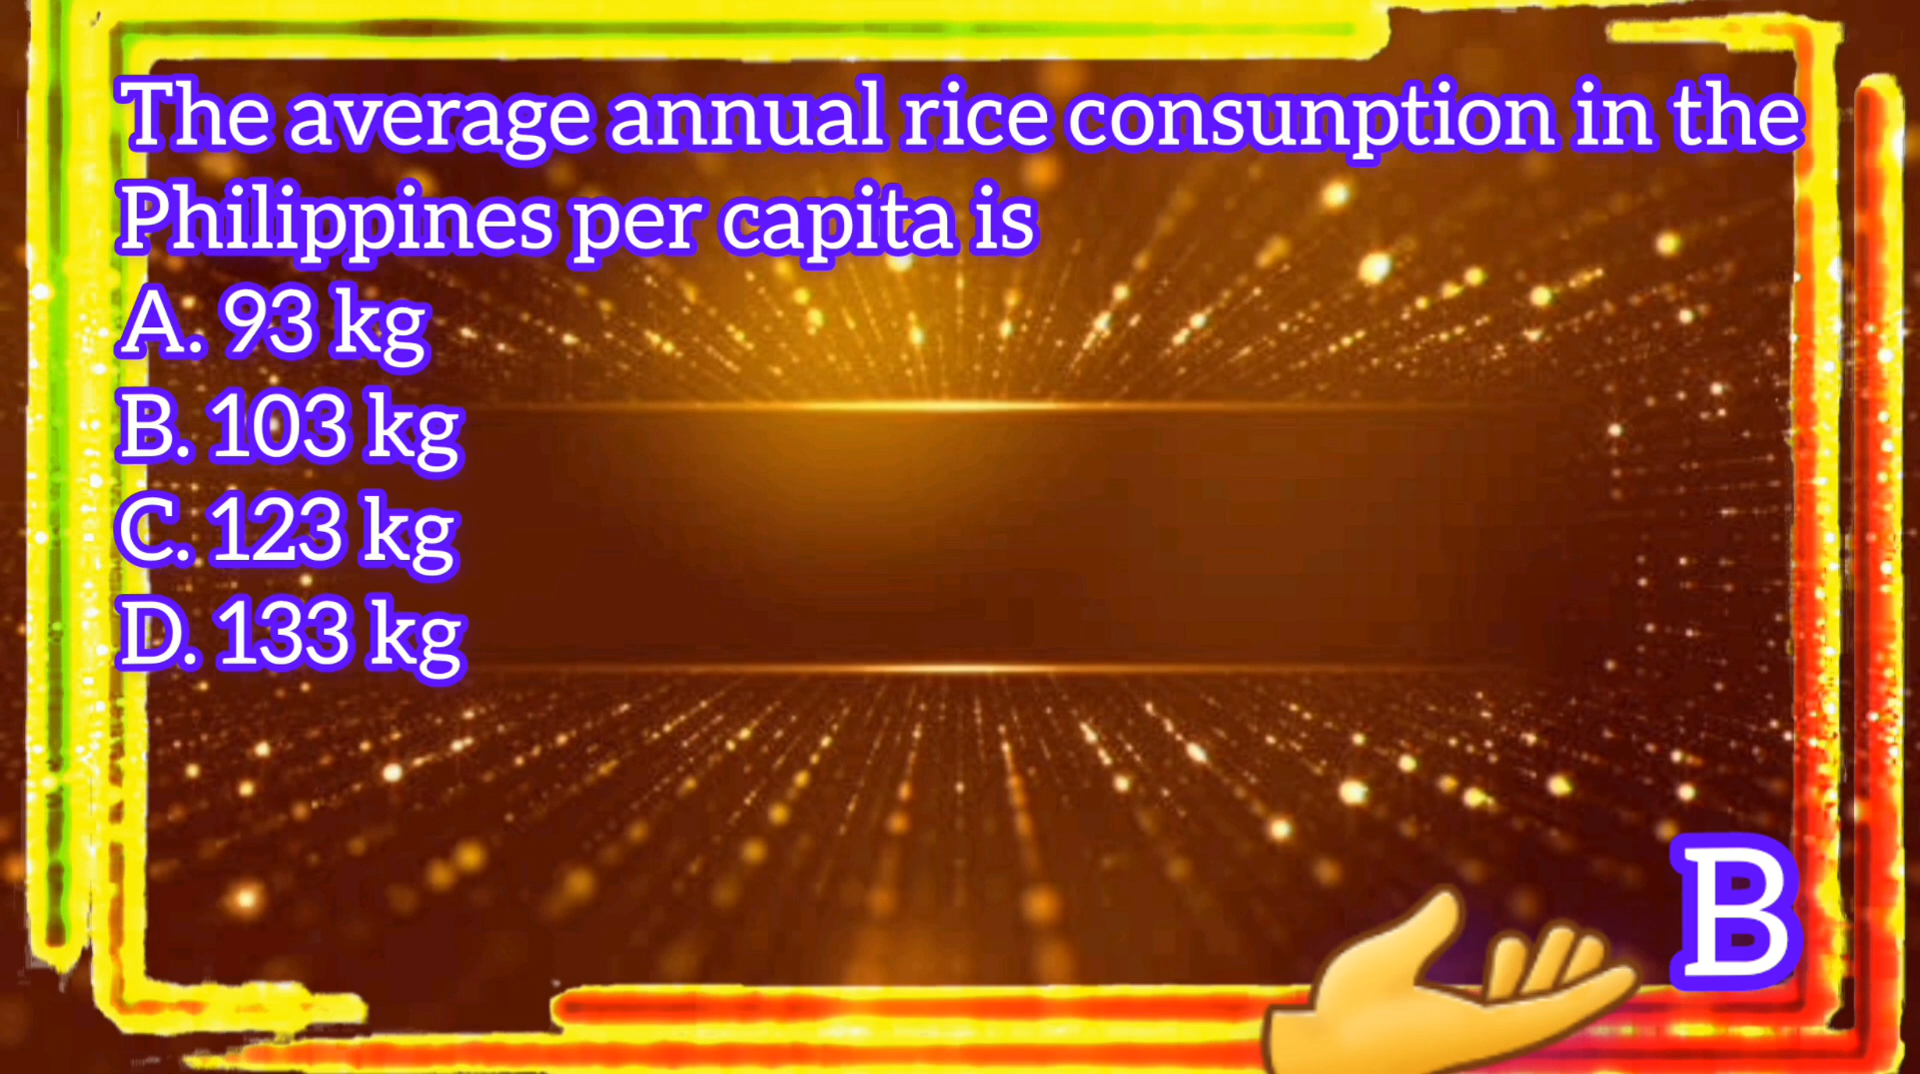 The average annual rice consunption in the
Philippines per capita is
A. 93 kg
B. 103 kg
C. 123 kg
D. 133 kg
B